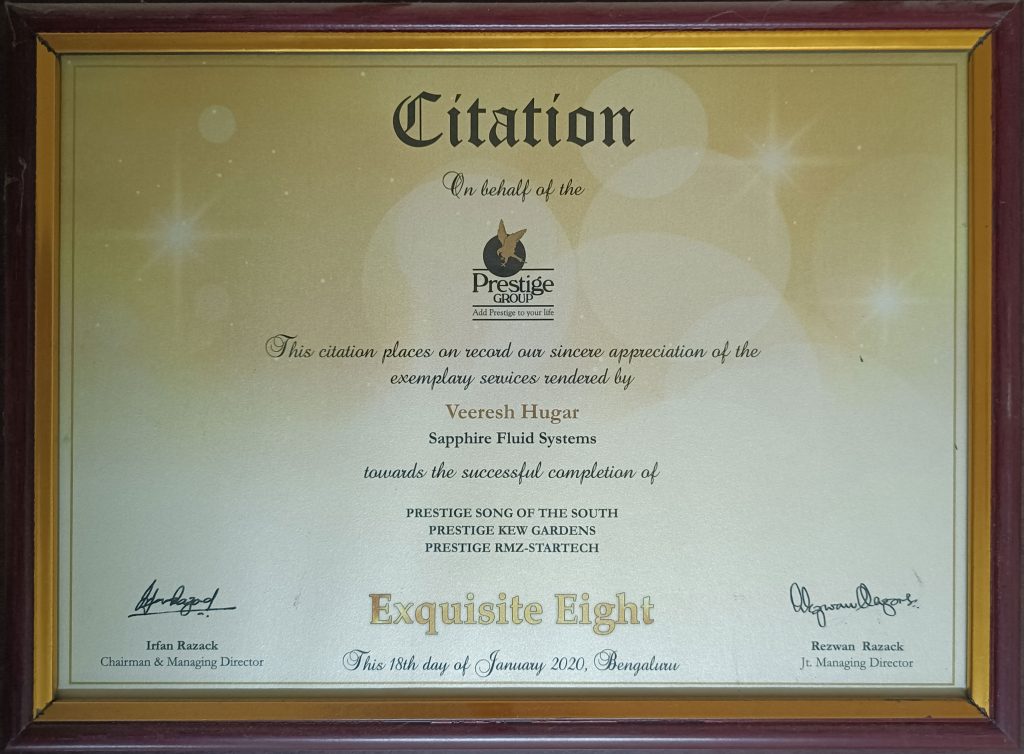 Citation
On behalf of the
Prestige
GROUP
Add Prestige to your life
This citation places on record our sincere appreciation of the
exemplary services rendered by
Veeresh Hugar
Sapphire Fluid Systems
towards the successful completion of
PRESTIGE SONG OF THE SOUTH
PRESTIGE KEW GARDENS
PRESTIGE RMZ-STARTECH
Exquisite Eight
Irfan Razack
Chairman & Managing Director
This 18th day of January 2020, Bengaluru
Rezwan Razack
Jt. Managing Director